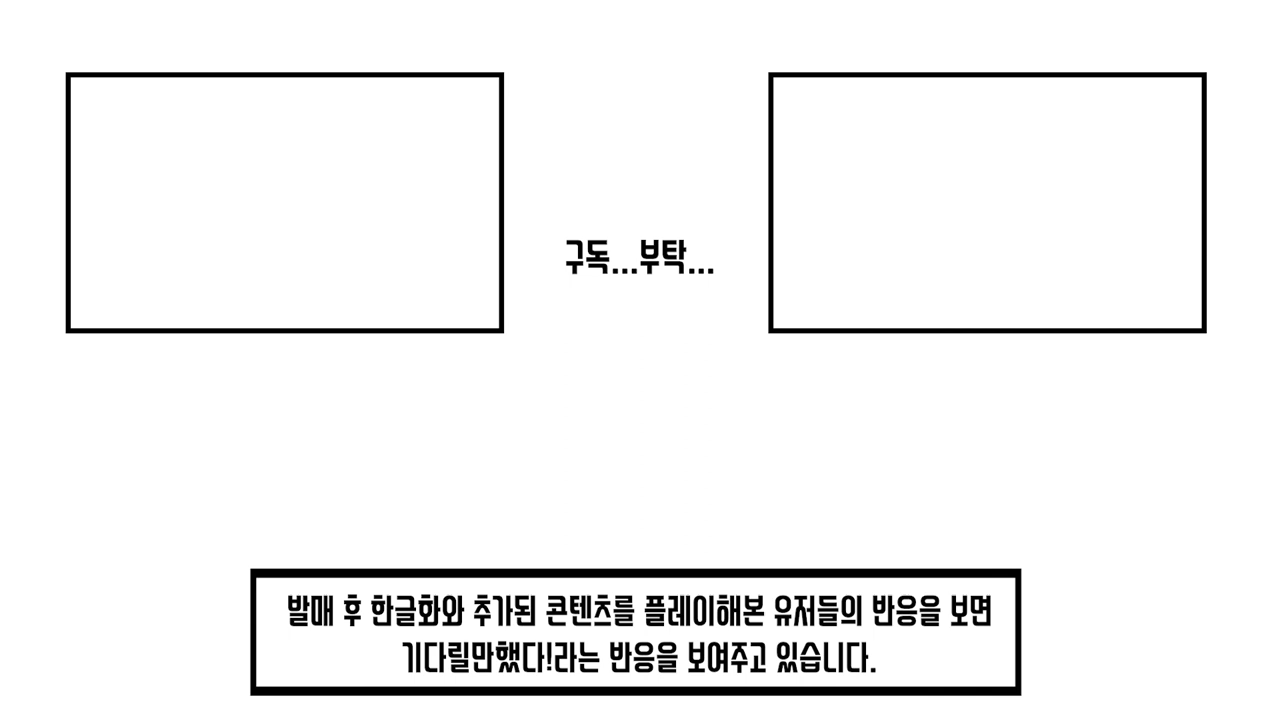 구독...부탁...
발매 후 한글화와 추가된 콘텐츠를 플레이해본 유저들의 반응을 보면
기다릴만했다!라는 반응을 보여주고 있습니다.